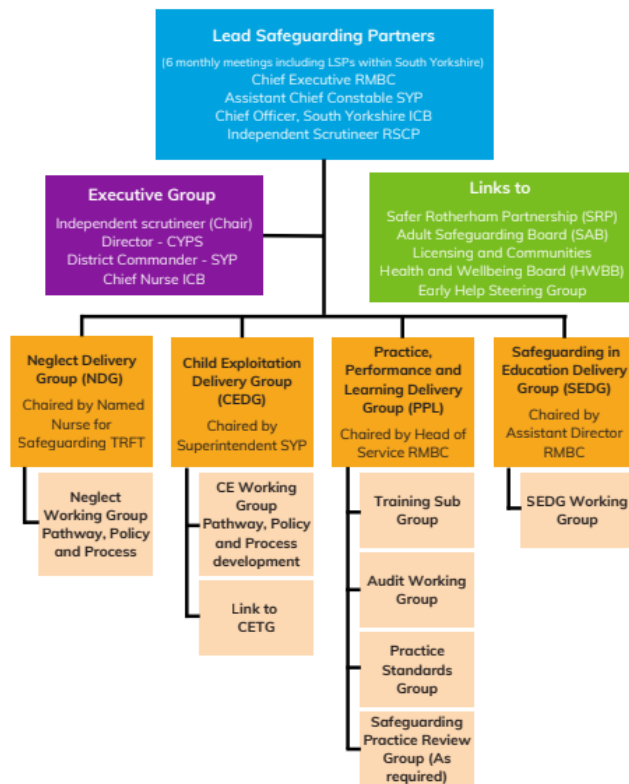 Lead Safeguarding Partners
(6 monthly meetings including LSPs within South Yorkshire)
Chief Executive RMBC
Assistant Chief Constable SYP
Chief Officer, South Yorkshire ICB
Independent Scrutineer RSCP
Executive Group
Independent scrutineer (Chair)
Director - CYPS
District Commander - SYP
Chief Nurse ICB
Links to
Safer Rotherham Partnership (SRP)
Adult Safeguarding Board (SAB)
Licensing and Communities
Health and Wellbeing Board (HWBB)
Early Help Steering Group
Neglect Delivery
Group (NDG)
Chaired by Named
Nurse for
Safeguarding TRFT
Neglect
Working Group
Pathway, Policy
and Process
Child Exploitation
Delivery Group
(CEDG)
Chaired by
Superintendent SYP
CE Working
Group
Pathway, Policy
and Process
development
Link to
CETG
Practice,
Performance and
Learning Delivery
Group (PPL)
Chaired by Head of
Service RMBC
Training Sub
Group
Audit Working
Group
Practice
Standards
Group
Safeguarding
Practice Review
Group (As
required)
Safeguarding in
Education Delivery
Group (SEDG)
Chaired by
Assistant Director
RMBC
SEDG Working
Group